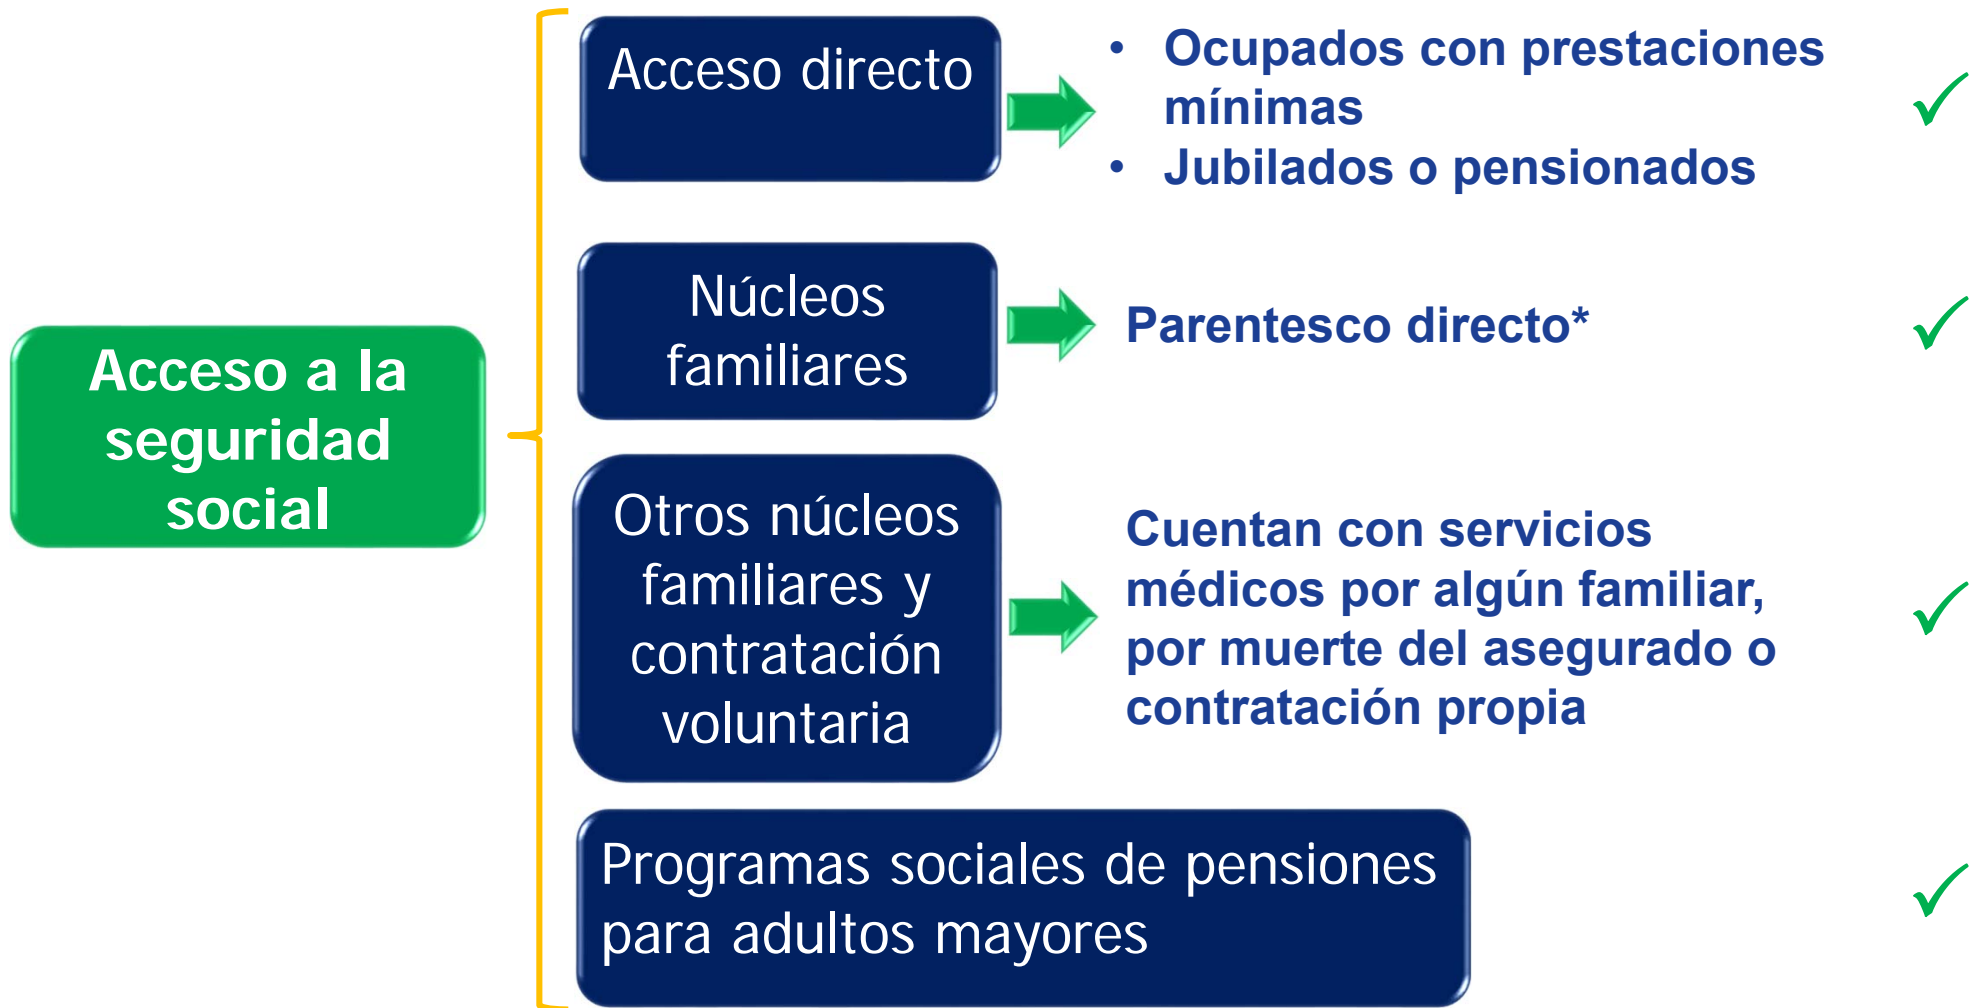 Acceso a la
seguridad
social
Acceso directo
• Ocupados con prestaciones
mínimas
• Jubilados o pensionados
Núcleos
familiares
Parentesco directo*
Otros núcleos
familiares y
contratación
voluntaria
Cuentan con servicios
médicos por algún familiar,
por muerte del asegurado o
contratación propia
Programas sociales de pensiones
para adultos mayores